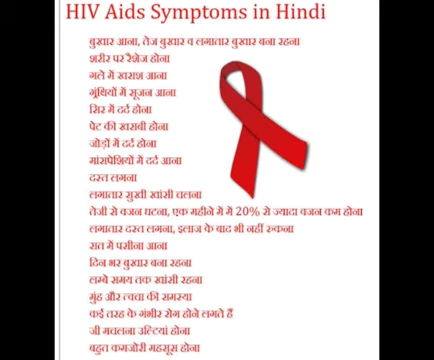 HIV Aids Symptoms in Hindi
बुखार आना, तेज बुखार व लगातार बुखार बना रहना
शरीर पर रैशेज होना
गले में खराश आना
ग्रंथियों में सूजन आना
सिर में दर्द होना
पेट की खराबी होना
जोड़ों में दर्द होना
मांसपेशियों में दर्द आना
दस्त लगना
लगातार सुखी खांसी चलना
तेजी से वजन घटना, एक महीने में में 20% से ज्यादा वजन कम होना
लगातार दस्त लगना, इलाज के बाद भी नहीं रुकना
रात में पसीना आना
दिन भर बुखार बना रहना
लम्बे समय तक खांसी रहना
मुंह और त्वचा की समस्या
कई तरह के गंभीर रोग होने लगते हैं
जी मचलना उल्टियां होना
बहुत कमजोरी महसूस होना